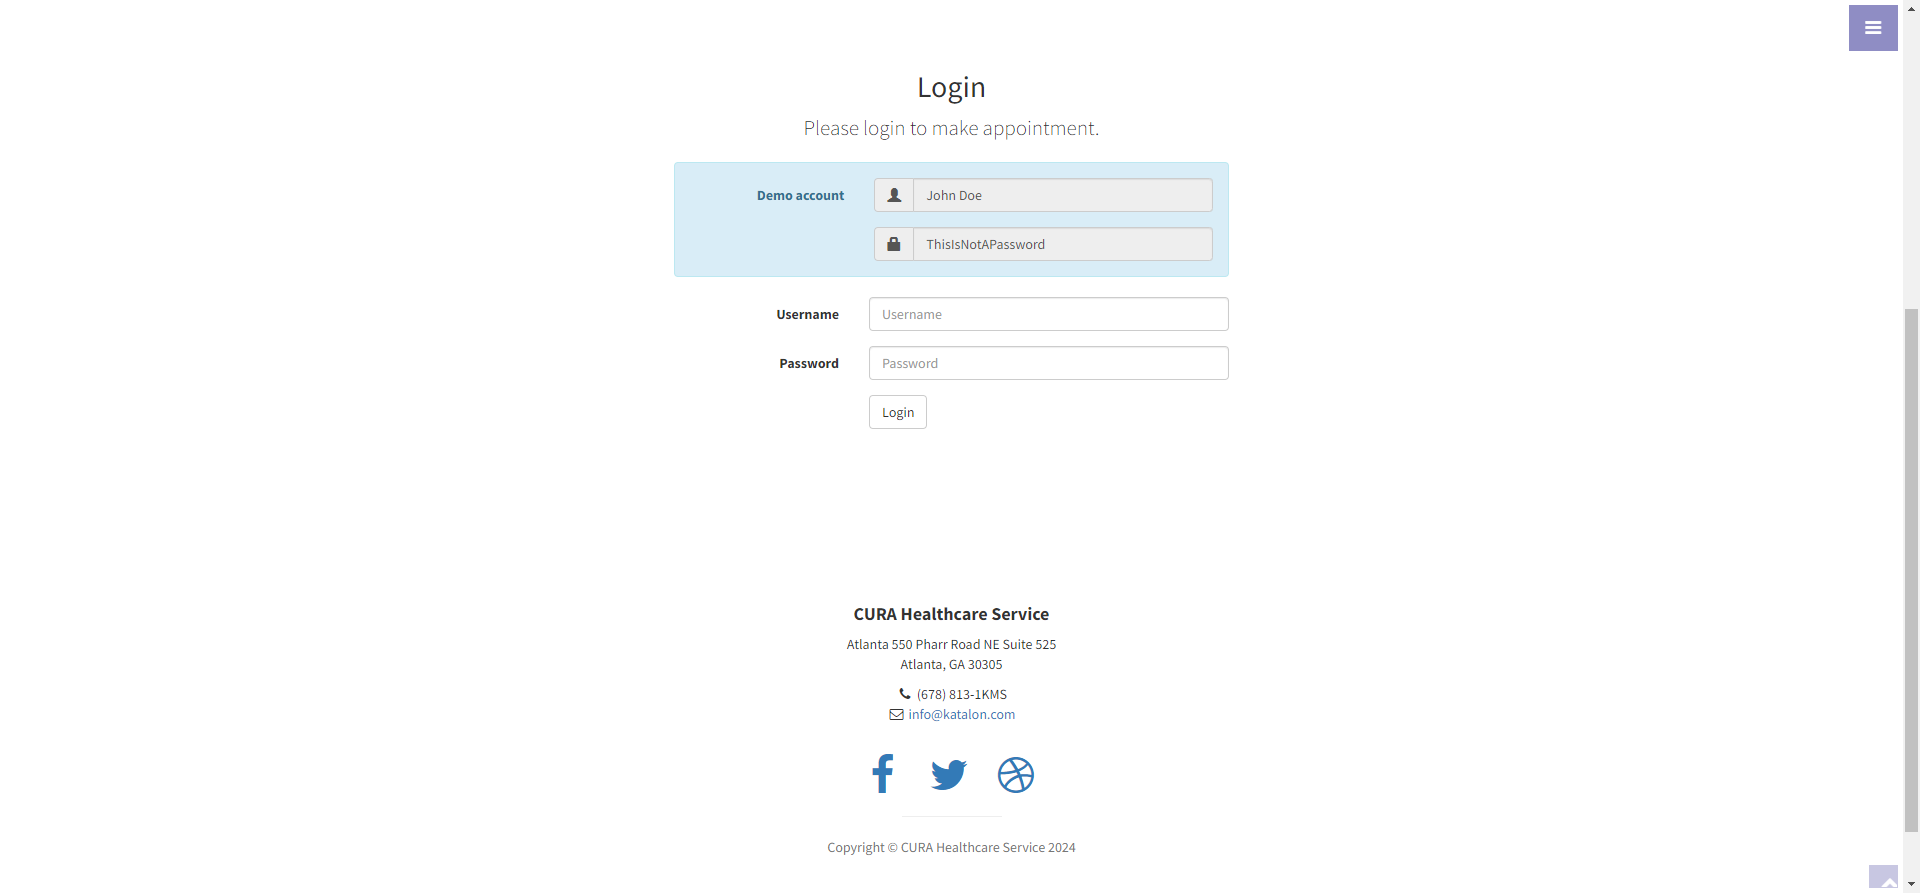 Login
Please login to make appointment.
Demo account
John Doe
ThisIsNotAPassword
Username
Username
Password
Password
Login
CURA Healthcare Service
Atlanta 550 Pharr Road NE Suite 525
Atlanta, GA 30305
(678) 813-1KMS
info@katalon.com
Copyright © CURA Healthcare Service 2024